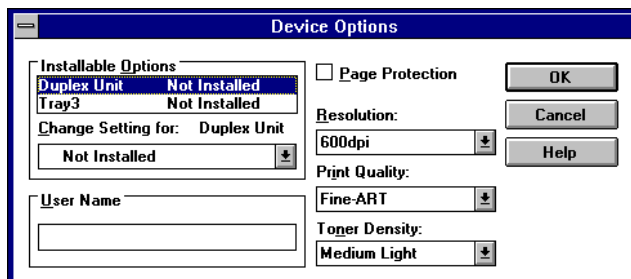 Device Options
Installable Options
Duplex Unit Not Installed
Tray3 Not Installed
Change Setting for: Duplex Unit
Not Installed
User Name
Page Protection
Resolution:
600dpi
Print Quality:
Fine-ART
Toner Density:
Medium Light
OK
Cancel
Help